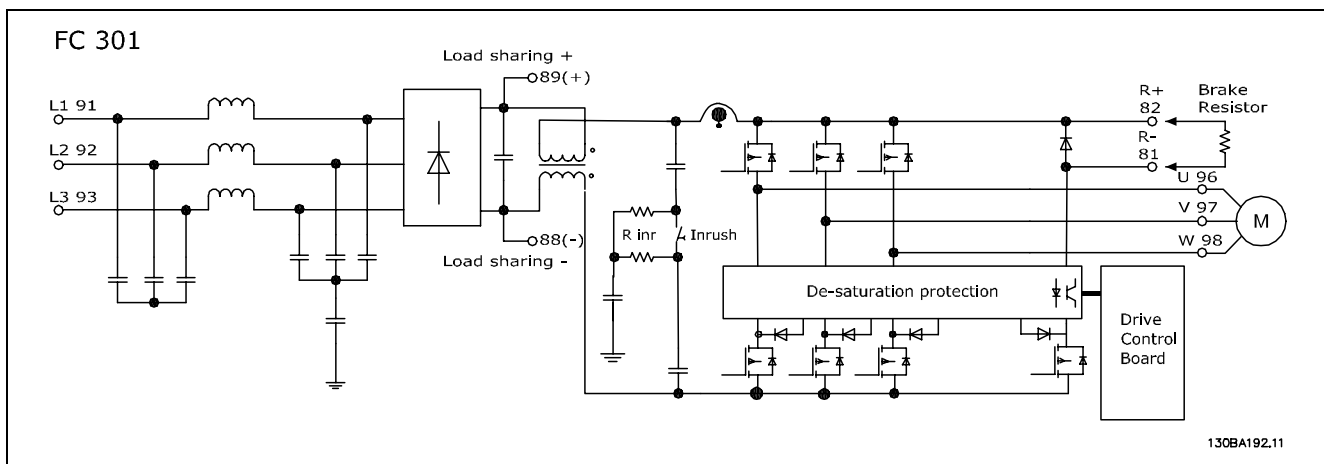 FC 301
Load sharing +
89(+)
L1 91
L2 92
L3 93
88(-)
Load sharing -
R inr
Inrush
R+
82
R-
81
Brake
Resistor
U 96
V 97
W 98
M
De-saturation protection
Drive
Control
Board
130BA192.11